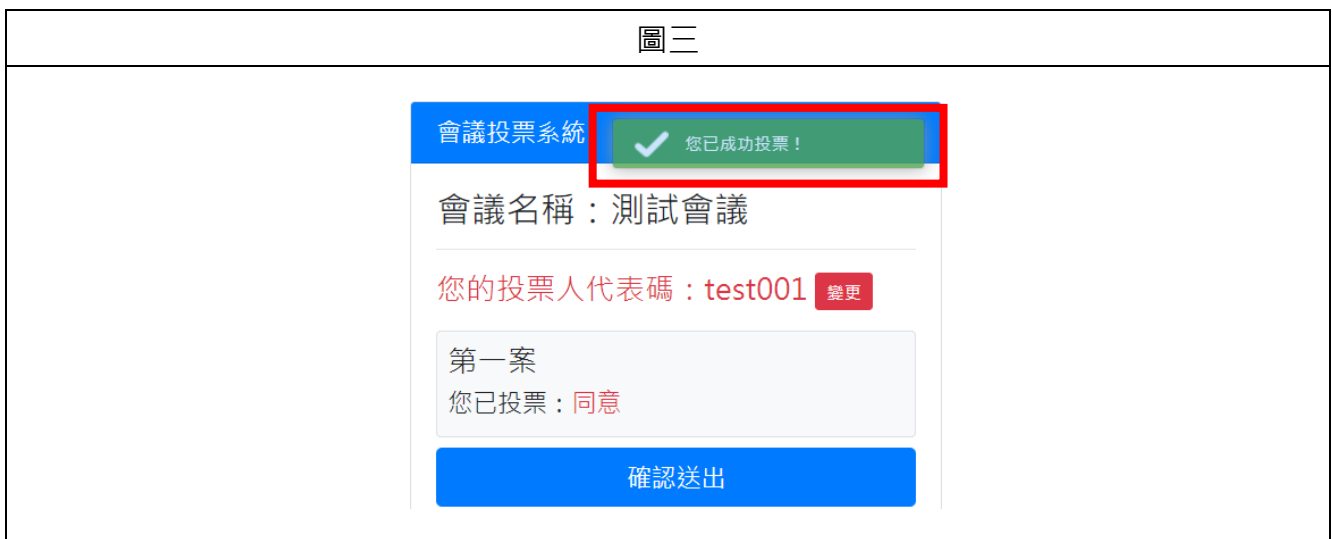 圖三
會議投票系統
您已成功投票！
會議名稱：測試會議
您的投票人代表碼：test001 變更
第一案
您已投票：同意
確認送出